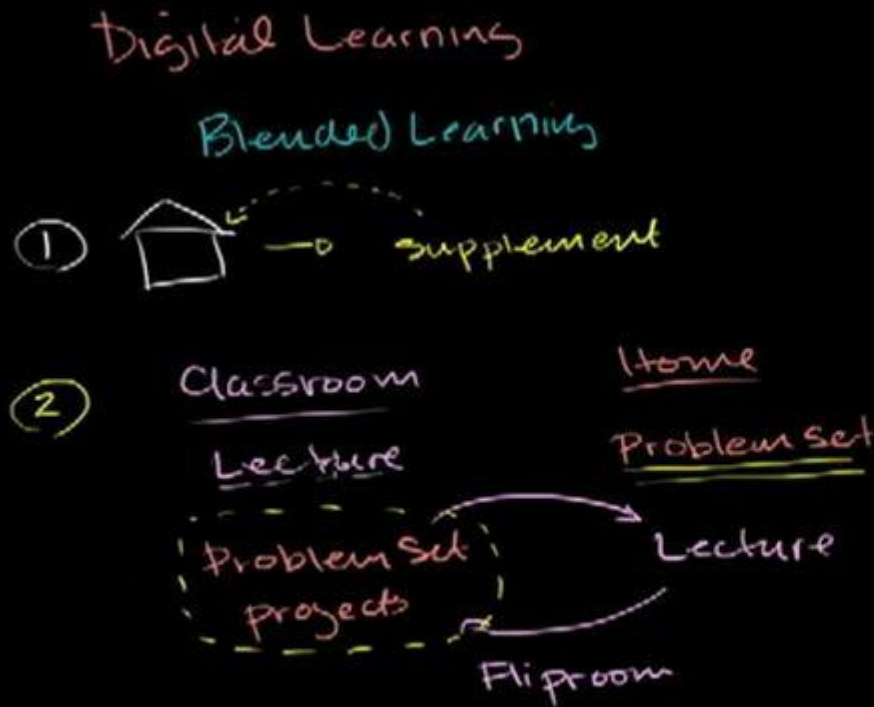 Digital Learning
Blended Learning
1 supplement
2 Classroom Home
Lecture Problem Set
Problem Set Lecture
projects
Fliproom